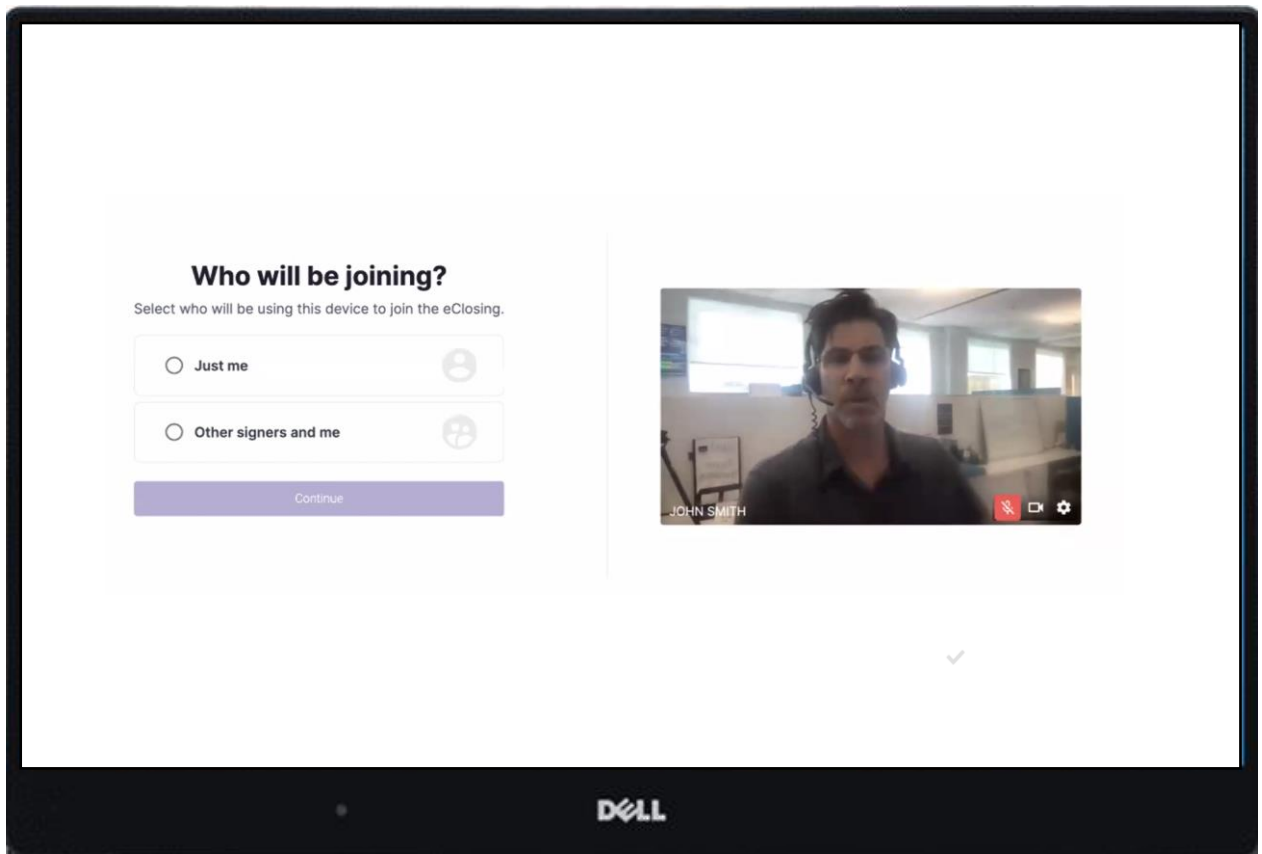 Who will be joining?
Select who will be using this device to join the eClosing.
Just me
Other signers and me
Continue
JOHN SMITH
DELL